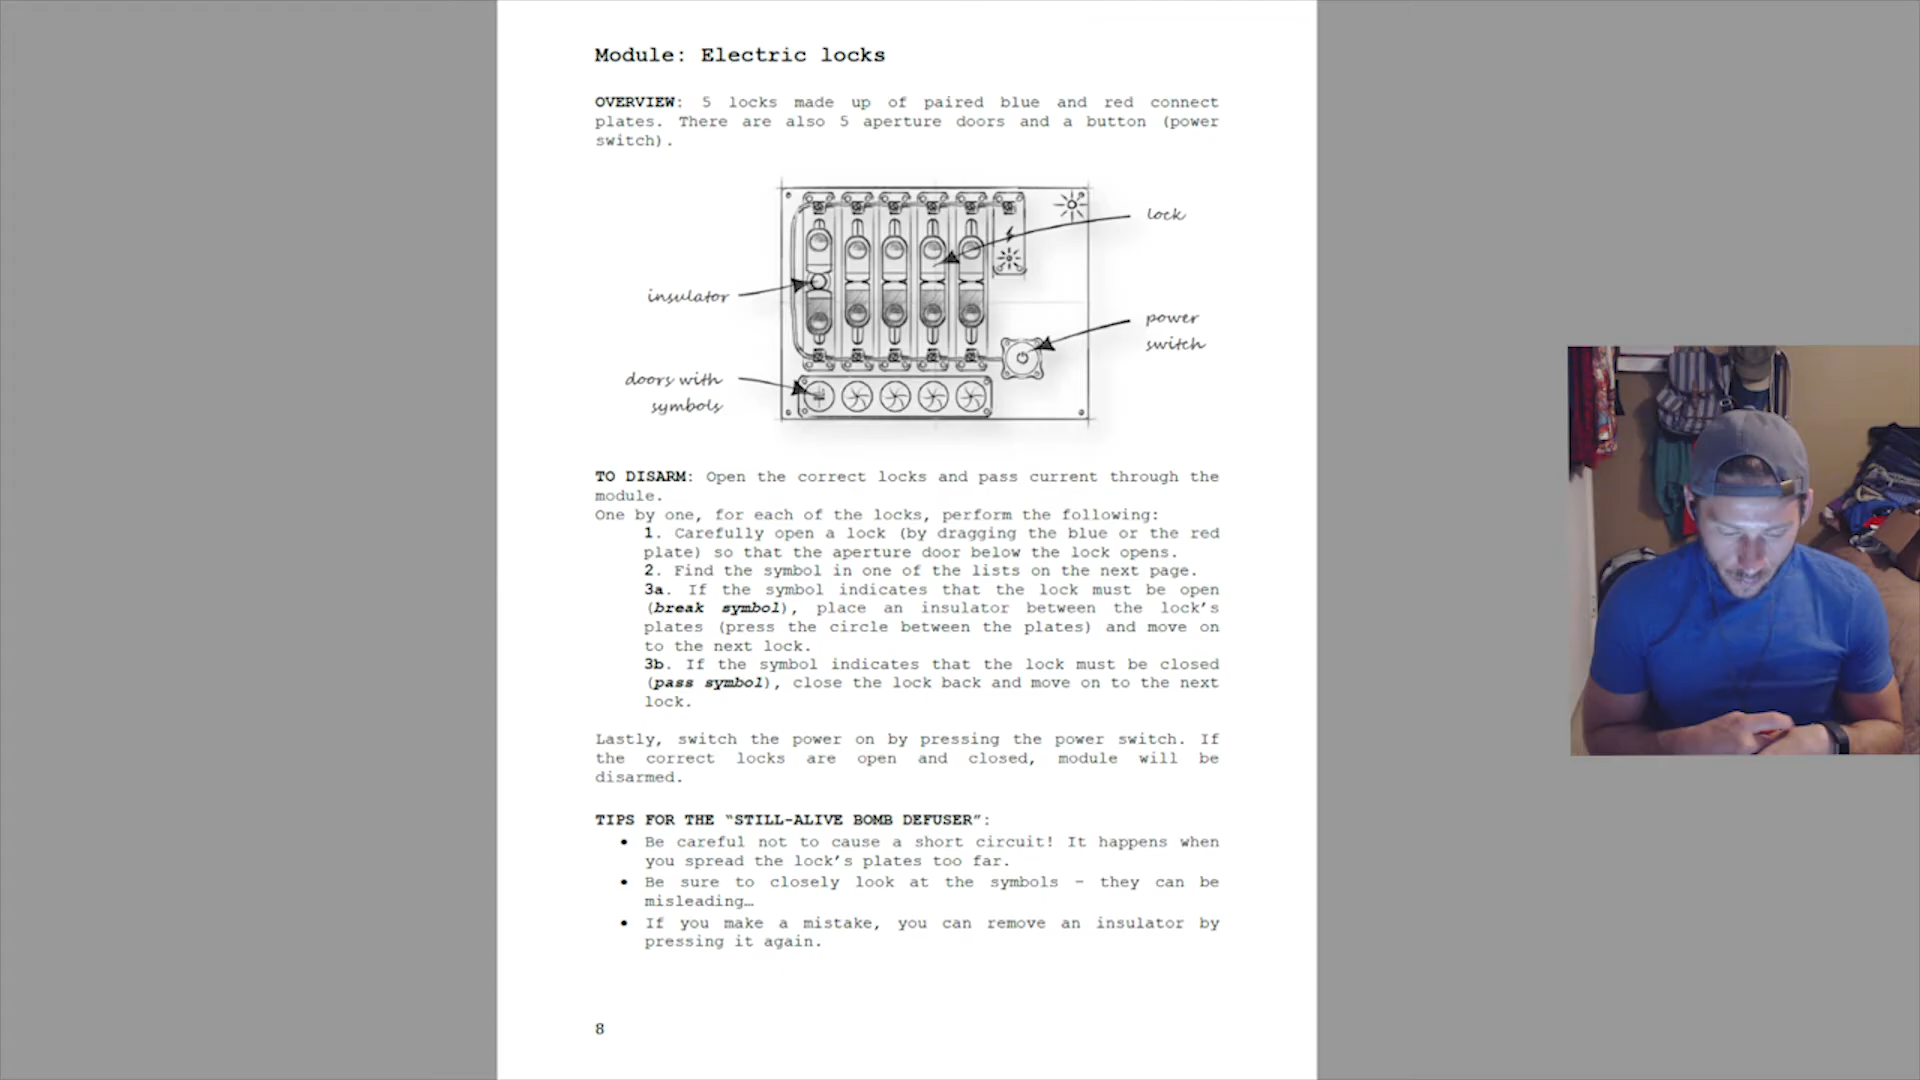 Module: Electric locks
OVERVIEW: 5 locks made up of paired blue and red connect
plates. There are also 5 aperture doors and a button (power
switch).
lock
insulator
power
switch
doors with
symbols
TO DISARM: Open the correct locks and pass current through the
module.
One by one, for each of the locks, perform the following:
1. Carefully open a lock (by dragging the blue or the red
plate) so that the aperture door below the lock opens.
2. Find the symbol in one of the lists on the next page.
3a. If the symbol indicates that the lock must be open
(break symbol), place an insulator between the lock's
plates (press the circle between the plates) and move on
to the next lock.
3b. If the symbol indicates that the lock must be closed
(pass symbol), close the lock back and move on to the next
lock.
Lastly, switch the power on by pressing the power switch. If
the correct locks are open and closed, module will be
disarmed.
TIPS FOR THE “STILL-ALIVE BOMB DEFUSER”:
• Be careful not to cause a short circuit! It happens when
you spread the lock's plates too far.
• Be sure to closely look at the symbols – they can be
misleading…
• If you make a mistake, you can remove an insulator by
pressing it again.
8